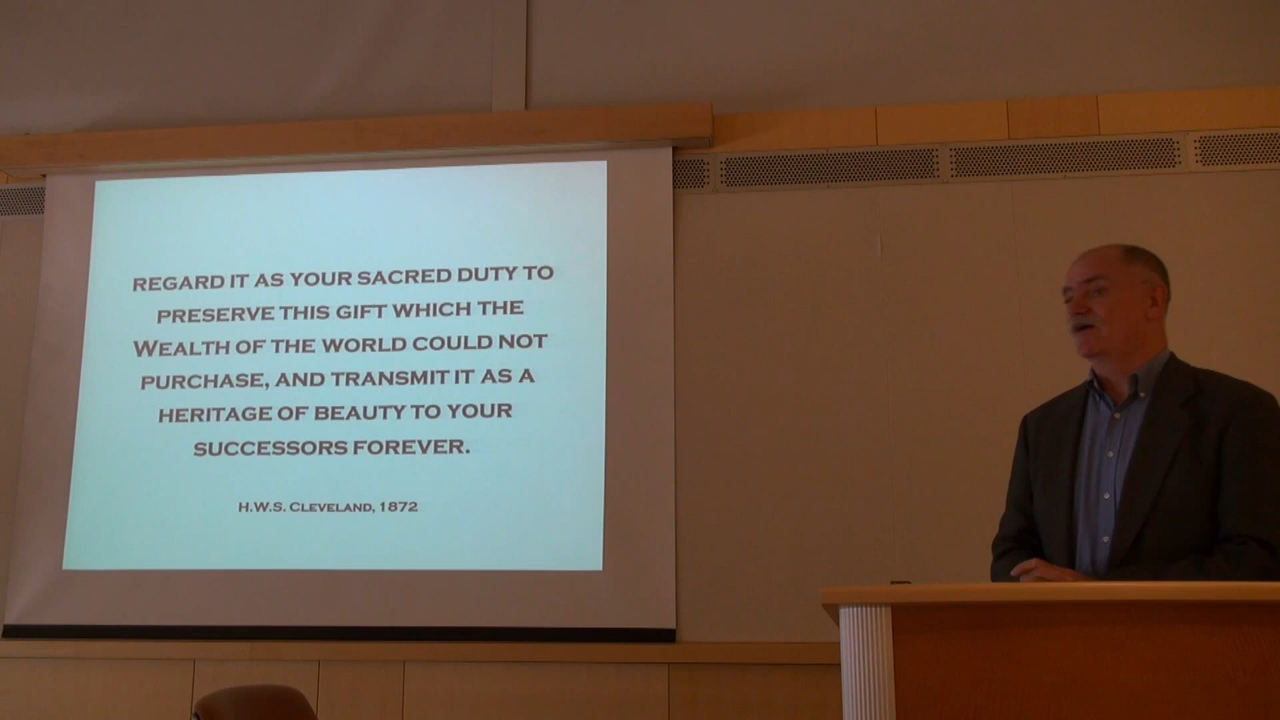 REGARD IT AS YOUR SACRED DUTY TO
PRESERVE THIS GIFT WHICH THE
WEALTH OF THE WORLD COULD NOT
PURCHASE, AND TRANSMIT IT AS A
HERITAGE OF BEAUTY TO YOUR
SUCCESSORS FOREVER.
H.W.S. CLEVELAND, 1872